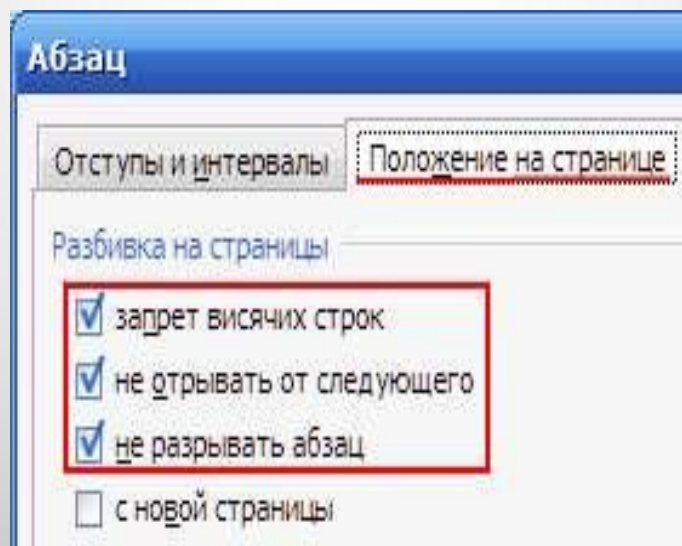 Абзац
Отступы и интервалы Положение на странице
Разбивка на страницы
запрет висячих строк
не отрывать от следующего
не разрывать абзац
с новой страницы